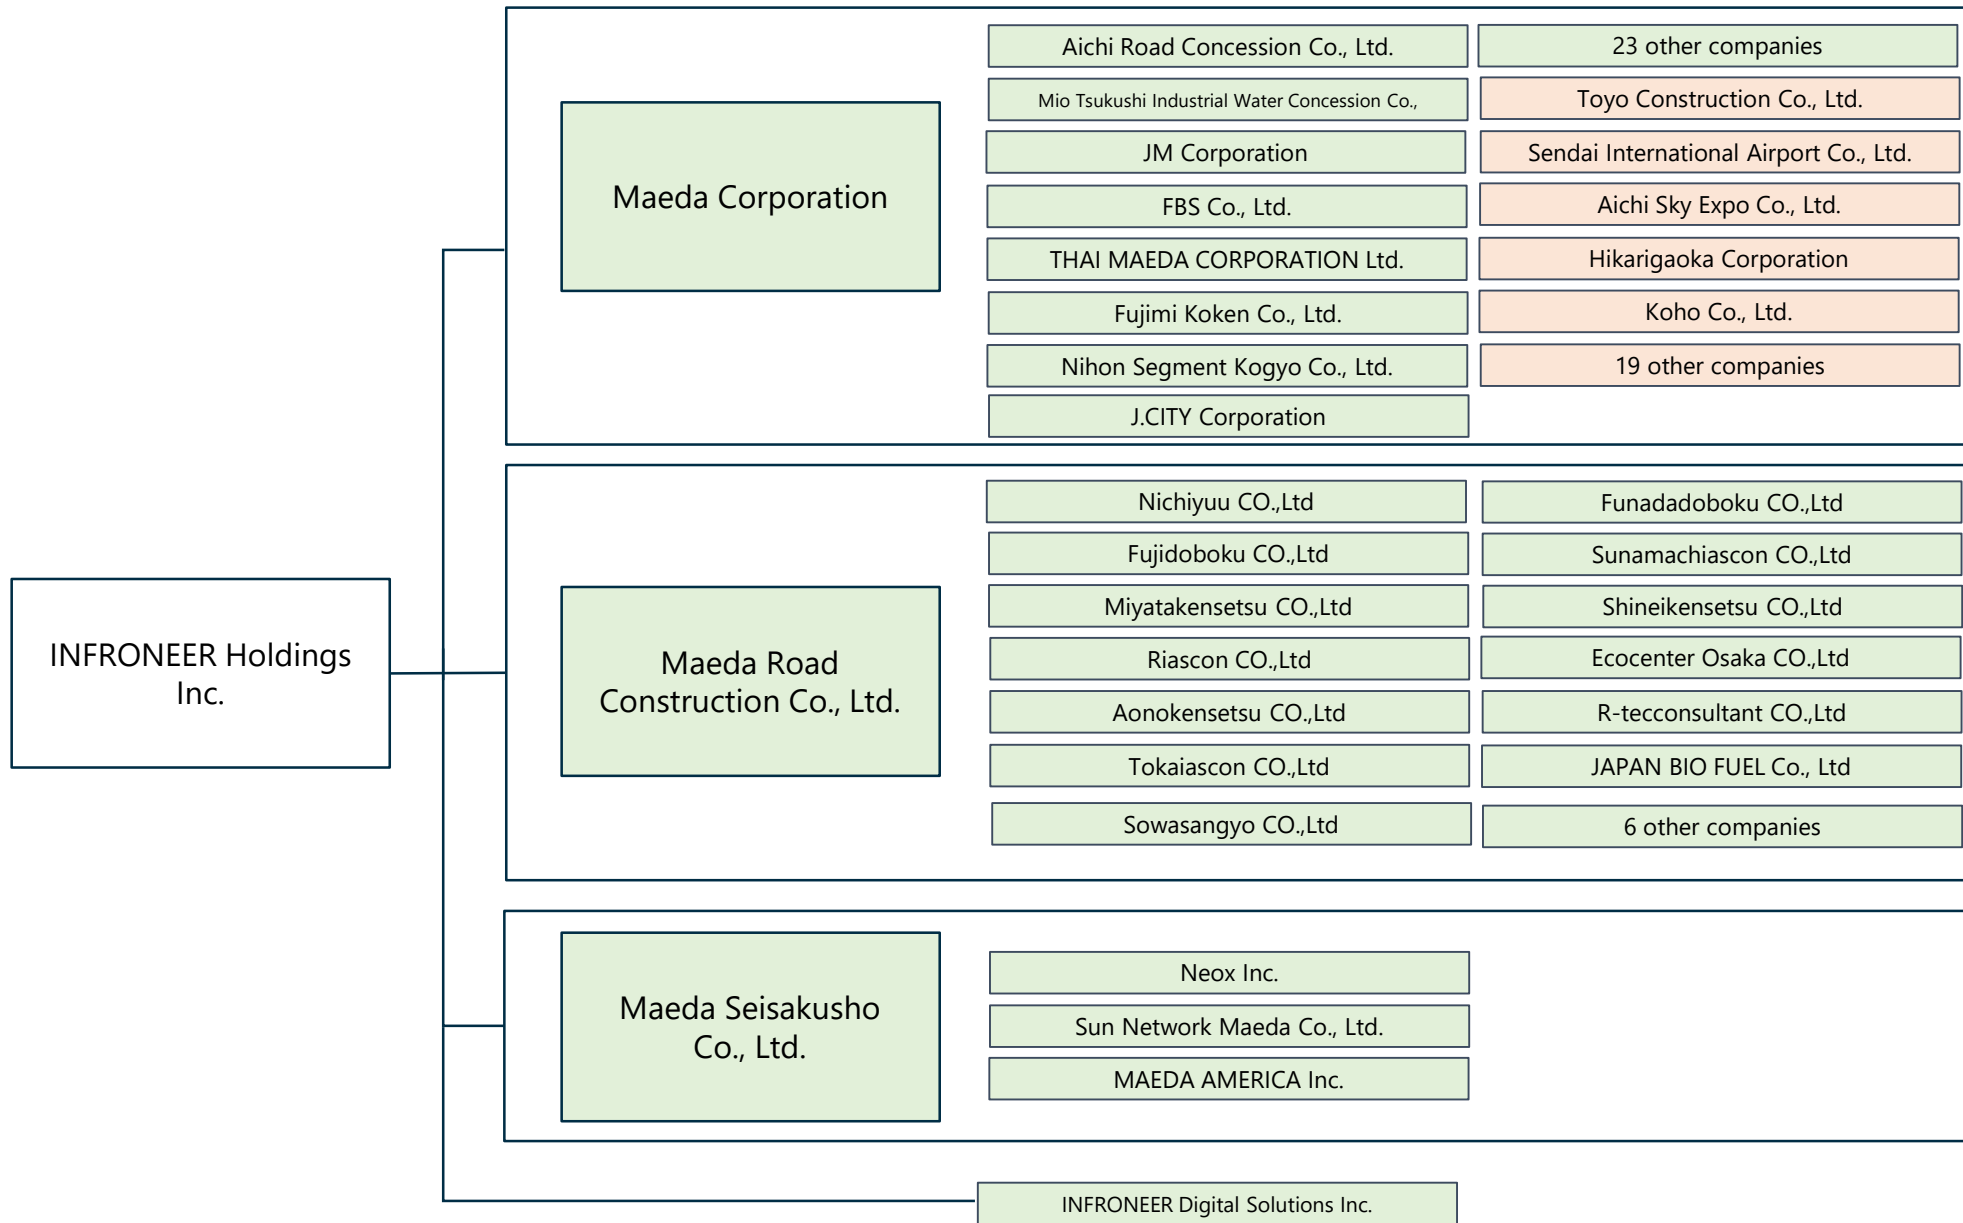 INFRONEER Holdings
Inc.
Maeda Corporation
Aichi Road Concession Co., Ltd.
Mio Tsukushi Industrial Water Concession Co.,
JM Corporation
FBS Co., Ltd.
THAI MAEDA CORPORATION Ltd.
Fujimi Koken Co., Ltd.
Nihon Segment Kogyo Co., Ltd.
J.CITY Corporation
23 other companies
Toyo Construction Co., Ltd.
Sendai International Airport Co., Ltd.
Aichi Sky Expo Co., Ltd.
Hikarigaoka Corporation
Koho Co., Ltd.
19 other companies
Maeda Road
Construction Co., Ltd.
Nichiyuu CO.,Ltd
Fujidoboku CO.,Ltd
Miyatakensetsu CO.,Ltd
Riascon CO.,Ltd
Aonokensetsu CO.,Ltd
Tokaiascon CO.,Ltd
Sowasangyo CO.,Ltd
Funadadoboku CO.,Ltd
Sunamachiascon CO.,Ltd
Shineikensetsu CO.,Ltd
Ecocenter Osaka CO.,Ltd
R-tecconsultant CO.,Ltd
JAPAN BIO FUEL Co., Ltd
6 other companies
Maeda Seisakusho
Co., Ltd.
Neox Inc.
Sun Network Maeda Co., Ltd.
MAEDA AMERICA Inc.
INFRONEER Digital Solutions Inc.